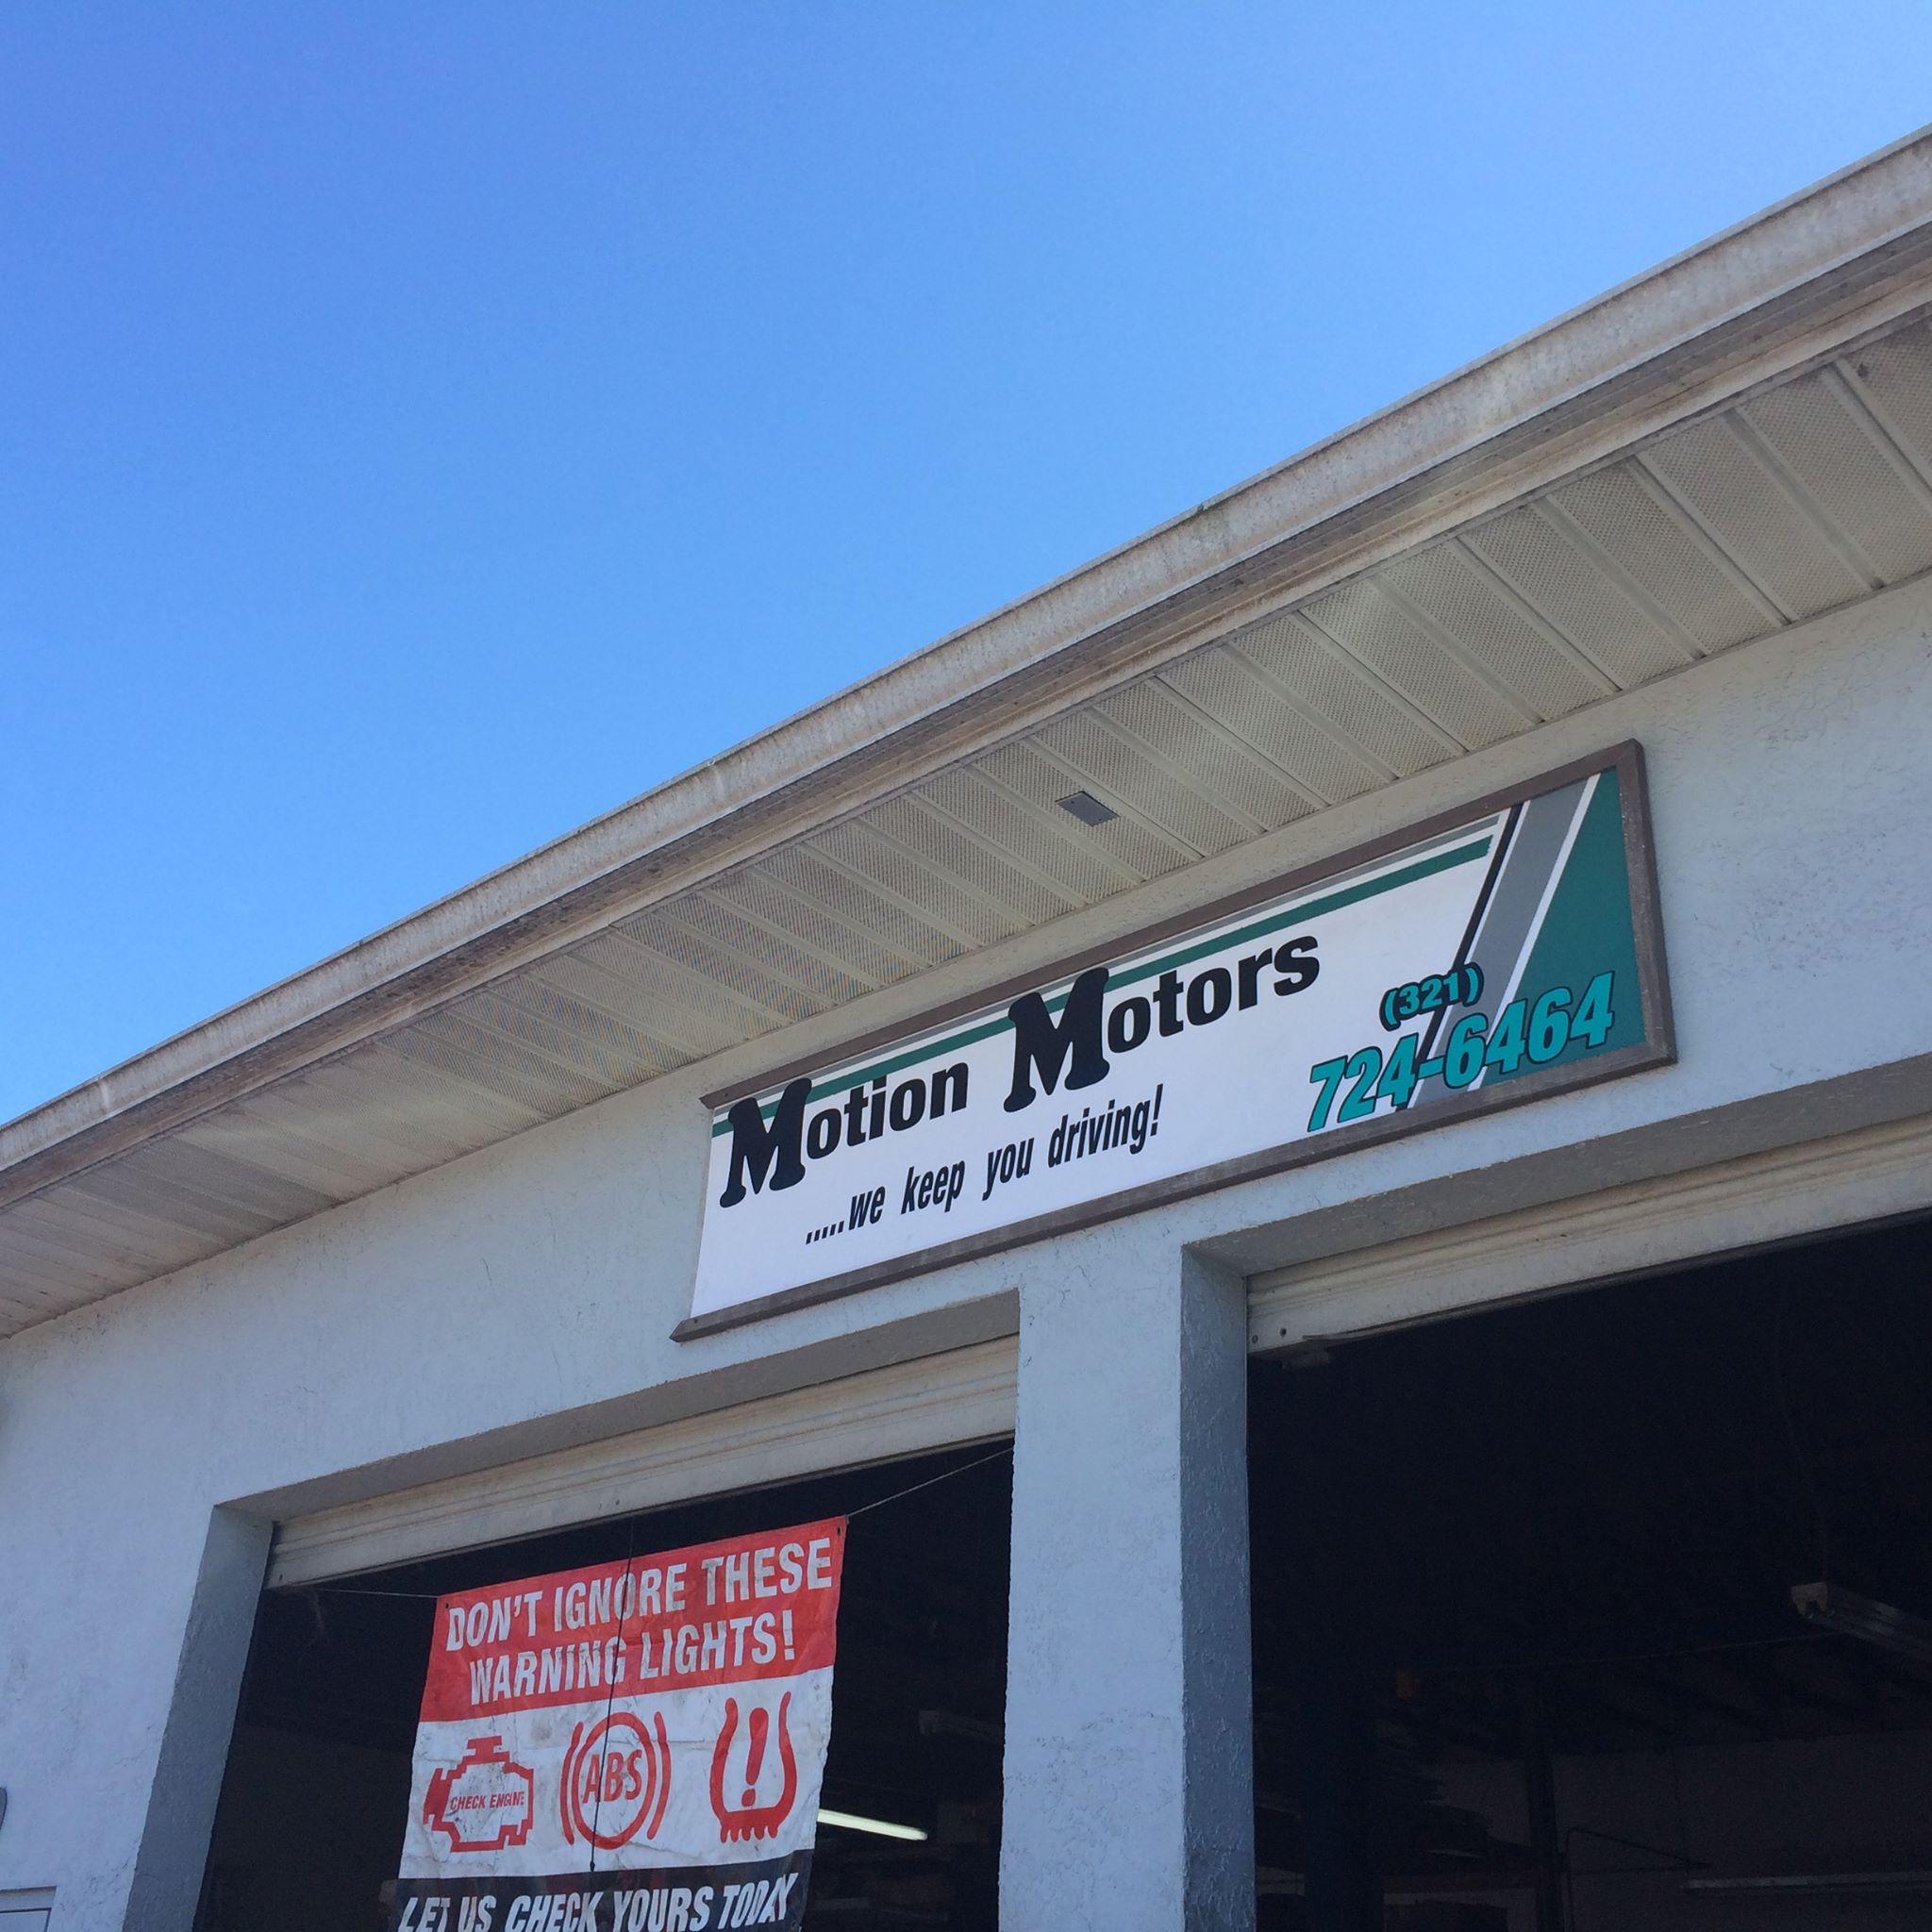 Motion Motors
.....we keep you driving!
(321)
724-6464
DON'T IGNORE THESE
WARNING LIGHTS!
CHECK ENGINE
ABS
!
LET US CHECK YOURS TODAY